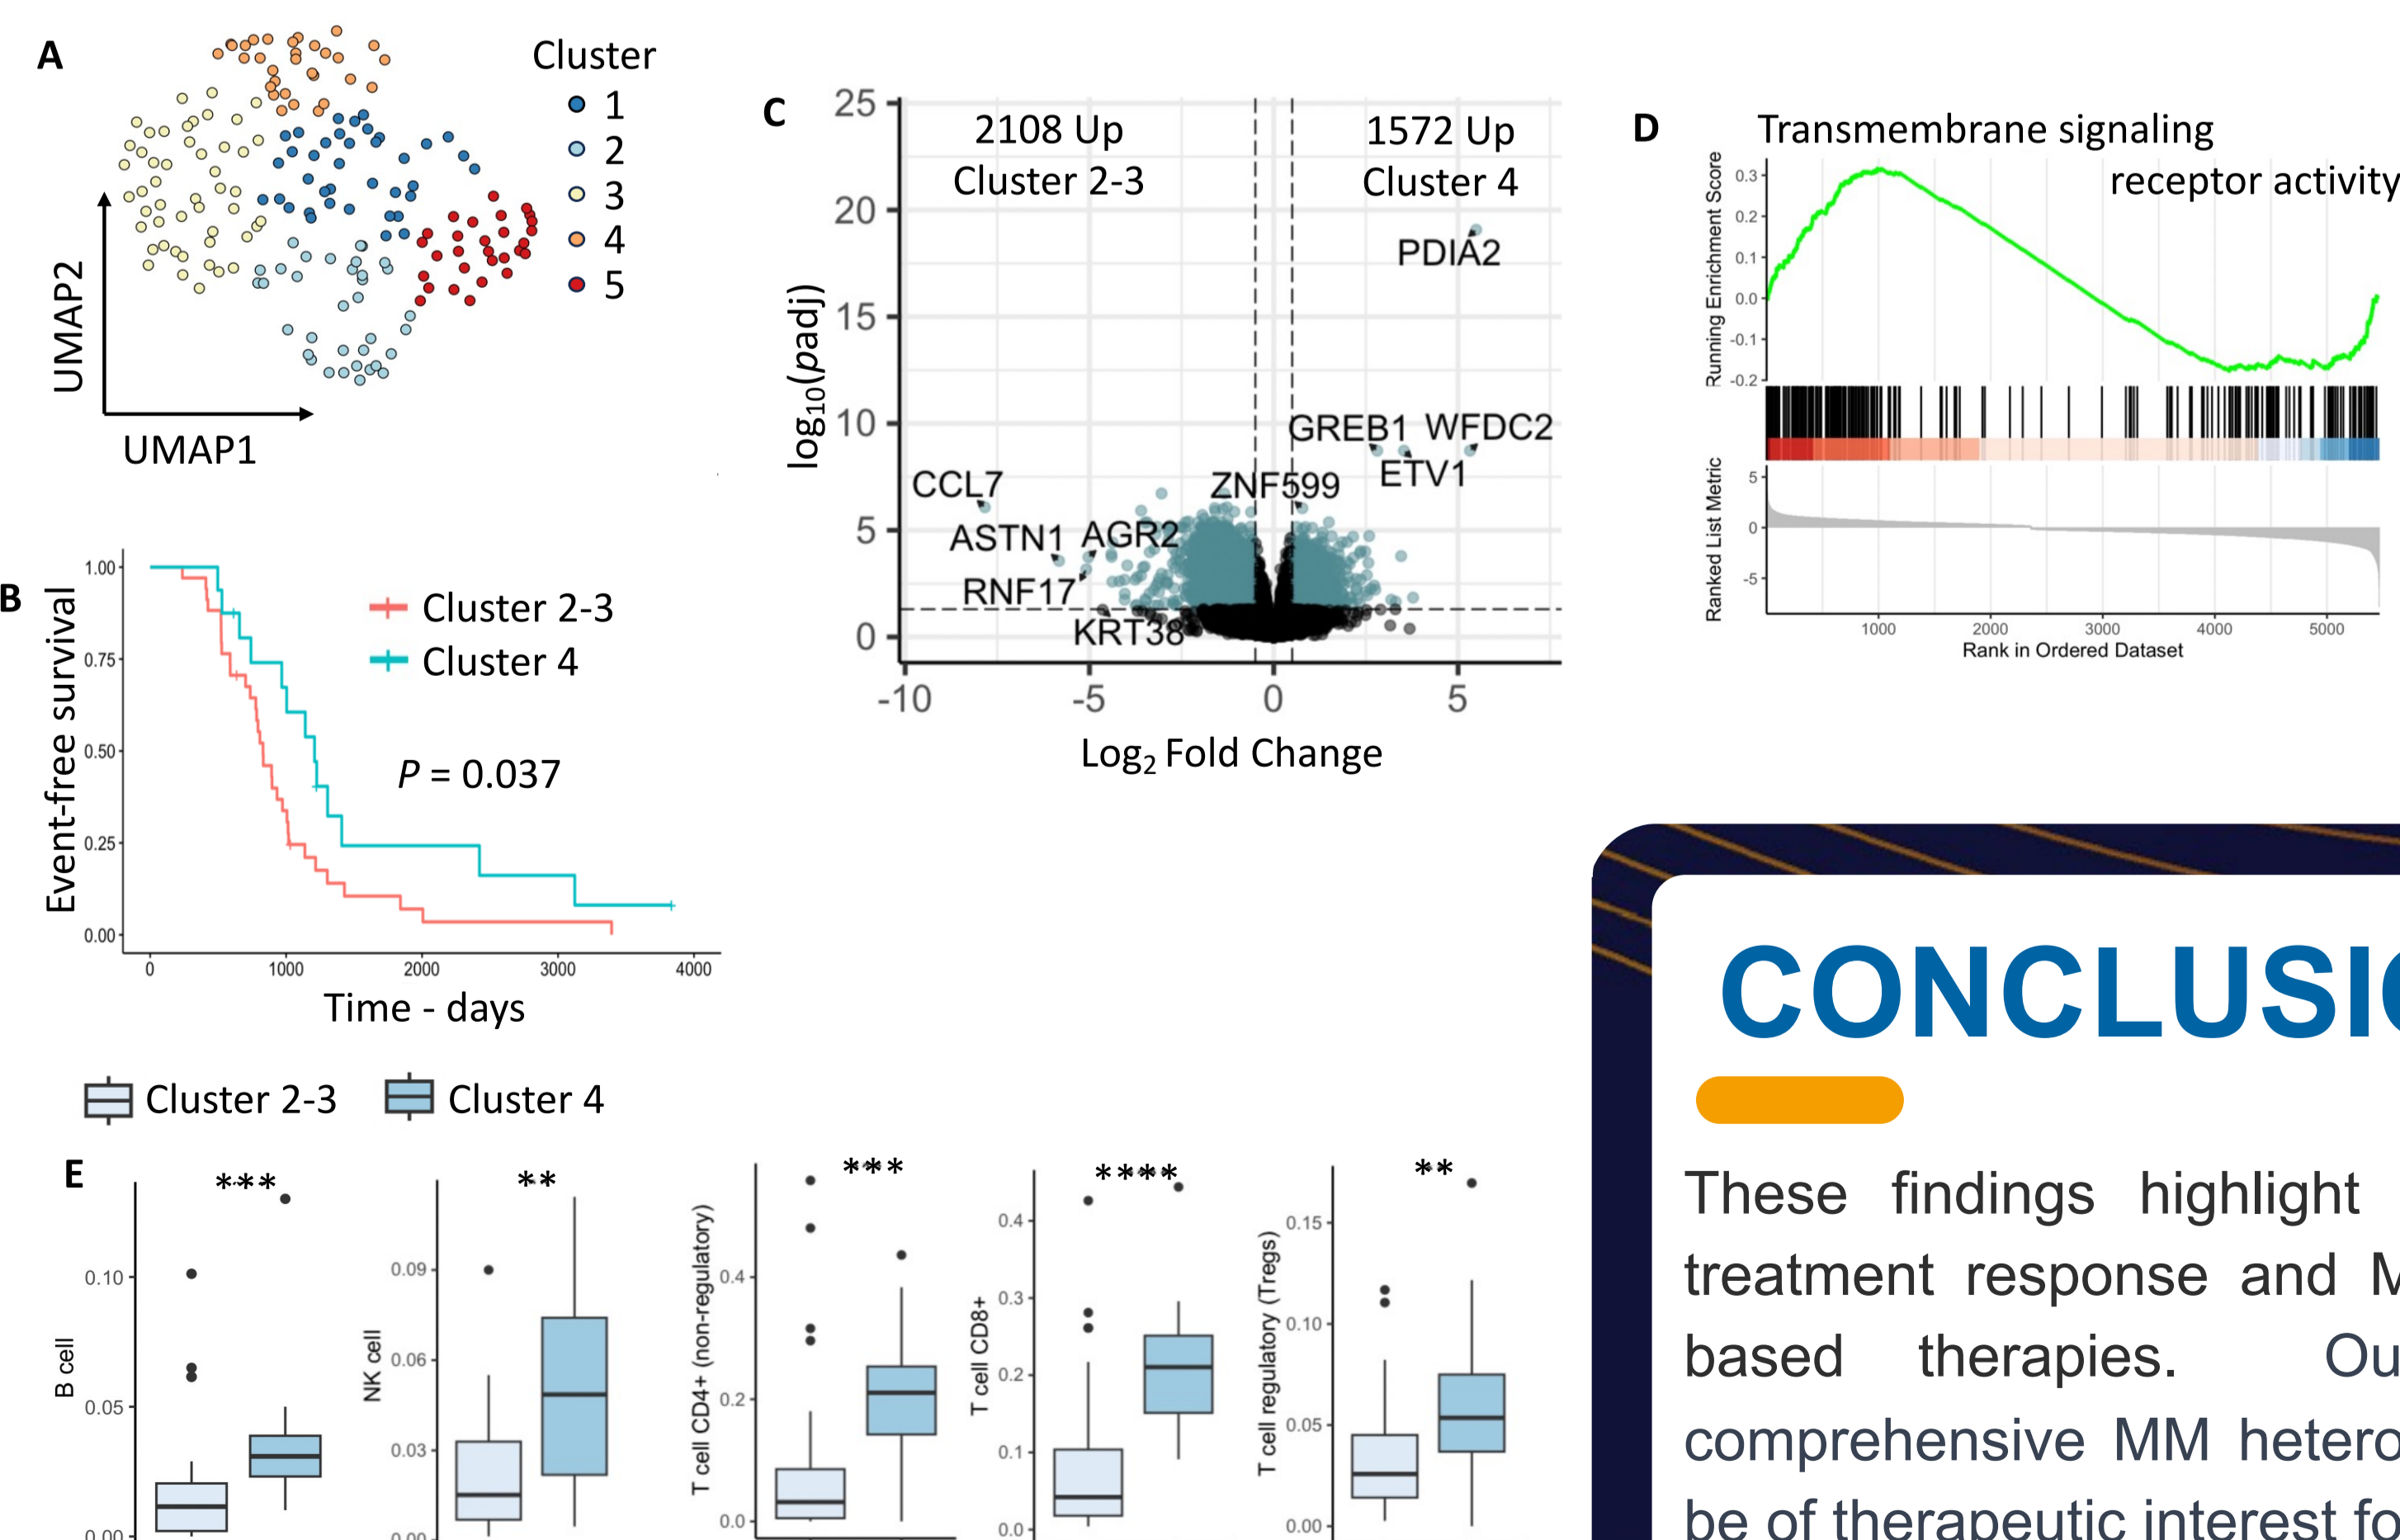 A
Cluster
1
2
3
4
5
UMAP2
UMAP1
B
Event-free survival
1.00
0.75
0.50
0.25
0.00
Cluster 2-3
Cluster 4
P = 0.037
0 1000 2000 3000 4000
Time - days
C
log10(padj)
25
20
15
10
5
0
2108 Up
Cluster 2-3
1572 Up
Cluster 4
PDIA2
GREB1 WFDC2
ETV1
ZNF599
CCL7
ASTN1 AGR2
RNF17
KRT38
-10 -5 0 5
Log2 Fold Change
D
Transmembrane signaling
receptor activity
Running Enrichment Score
0.3
0.2
0.1
0.0
-0.1
-0.2
Ranked List Metric
5
0
-5
1000 2000 3000 4000 5000
Rank in Ordered Dataset
Cluster 2-3 Cluster 4
E
***
B cell
0.10
0.05
0.00
**
NK cell
0.09
0.06
0.03
0.00
***
T cell CD4+ (non-regulatory)
0.4
0.2
0.0
****
T cell CD8+
0.4
0.3
0.2
0.1
0.0
**
T cell regulatory (Tregs)
0.15
0.10
0.05
0.00
These findings highlight
treatment response and
based therapies.
comprehensive MM
be of therapeutic interest